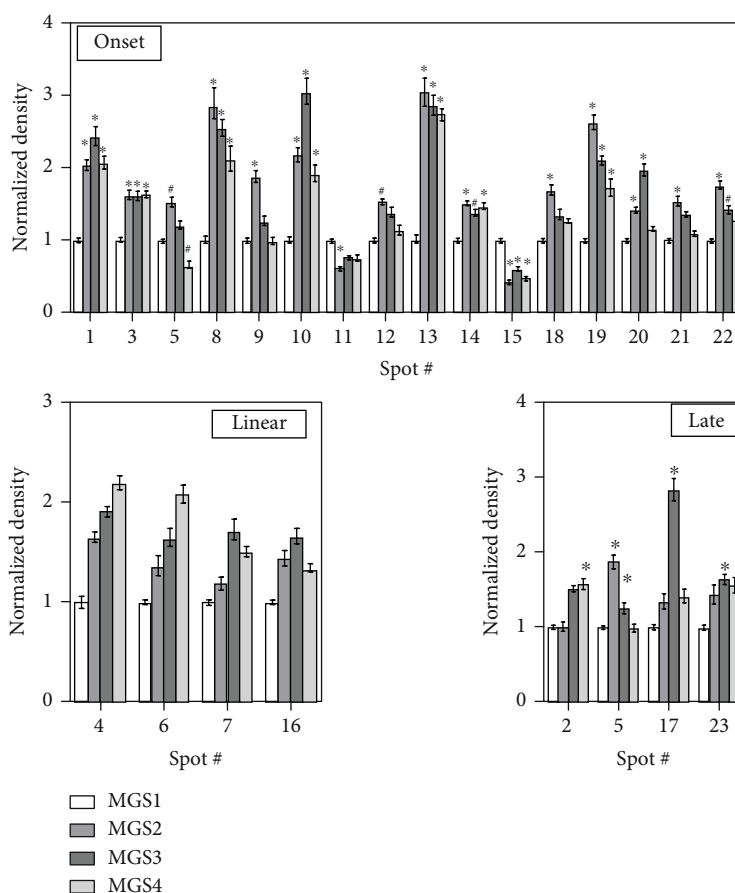 Onset
Normalized density
4
3
2
1
0
* * * * * * * # # * * * * * * * * # * * * * # * * * * * * * * * * * * * #
1 3 5 8 9 10 11 12 13 14 15 18 19 20 21 22
Spot #
Linear
Normalized density
3
2
1
0
4 6 7 16
Spot #
Late
Normalized density
4
3
2
1
0
* * * * *
2 5 17 23
Spot #
MGS1
MGS2
MGS3
MGS4